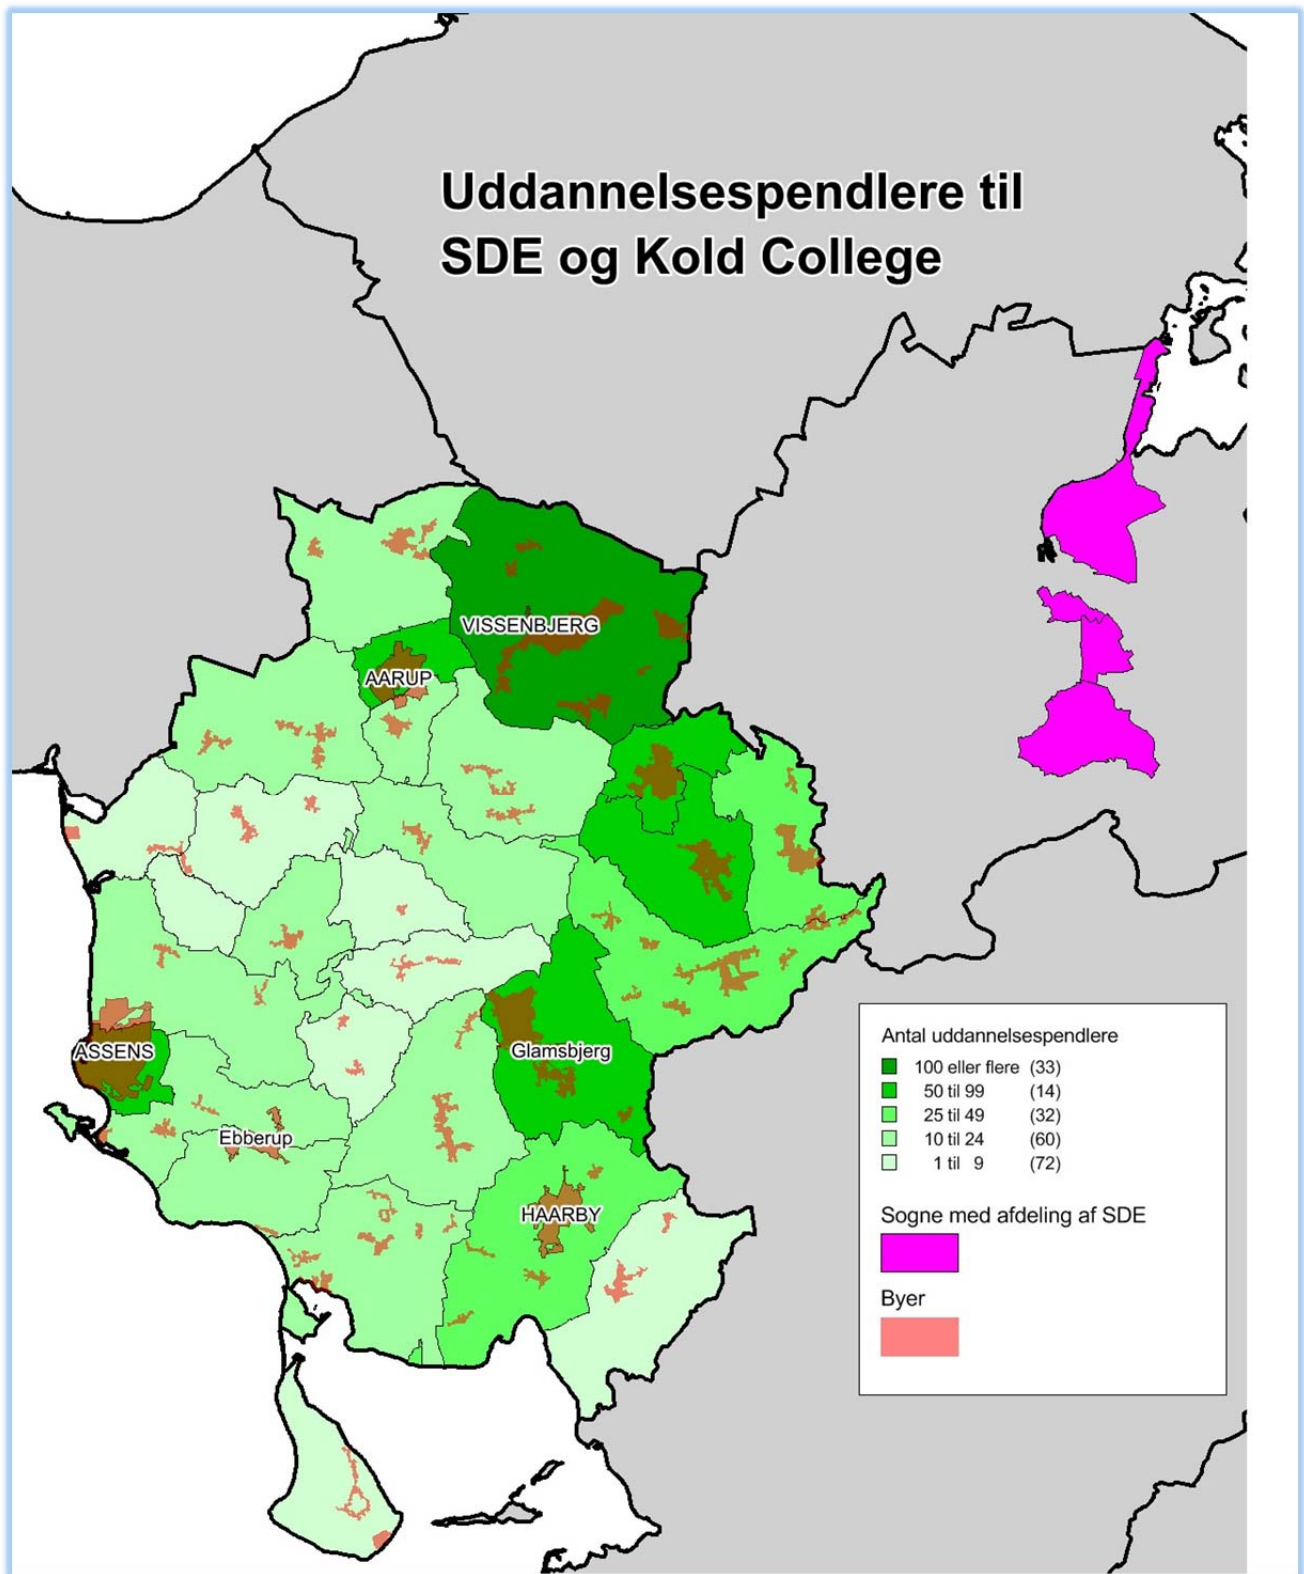 Uddannelsespendlere til
SDE og Kold College
VISSENBJERG
AARUP
ASSENS
Glamsbjerg
Ebberup
HAARBY
Antal uddannelsespendlere
100 eller flere (33)
50 til 99 (14)
25 til 49 (32)
10 til 24 (60)
1 til 9 (72)
Sogne med afdeling af SDE
Byer